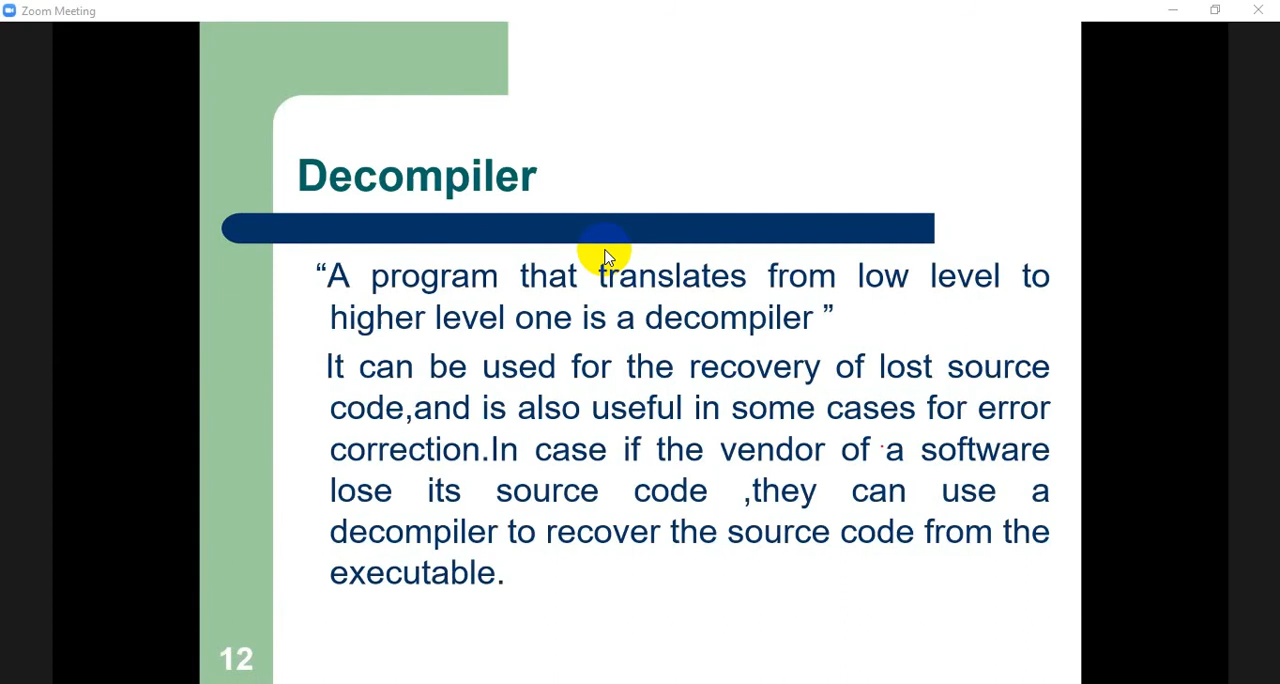 Zoom Meeting
Decompiler
“A program that translates from low level to
higher level one is a decompiler ”
It can be used for the recovery of lost source
code,and is also useful in some cases for error
correction.In case if the vendor of a software
lose its source code ,they can use a
decompiler to recover the source code from the
executable.
12